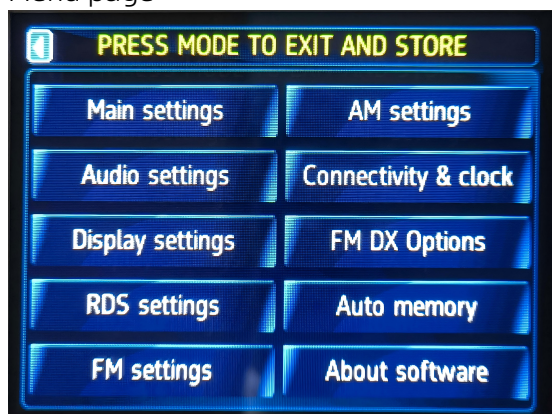 Menu page
PRESS MODE TO EXIT AND STORE
Main settings
AM settings
Audio settings
Connectivity & clock
Display settings
FM DX Options
RDS settings
Auto memory
FM settings
About software